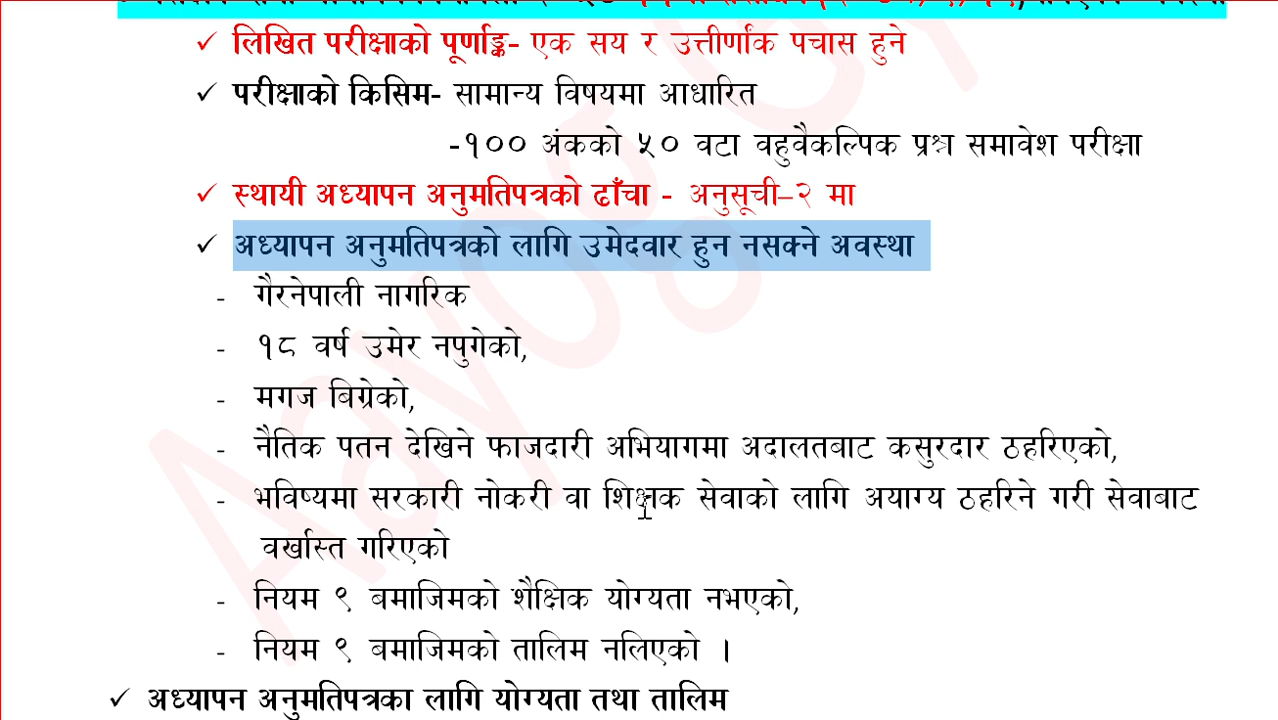 ✓ लिखित परीक्षाको पूर्णाङ्क- एक सय र उत्तीर्णांक पचास हुने
✓ परीक्षाको किसिम- सामान्य विषयमा आधारित
-१०० अंकको ५० वटा वहुवैकल्पिक प्रश्न समावेश परीक्षा
✓ स्थायी अध्यापन अनुमतिपत्रको ढाँचा - अनुसूची–२ मा
✓ अध्यापन अनुमतिपत्रको लागि उमेदवार हुन नसक्ने अवस्था
- गैरनेपाली नागरिक
- १८ वर्ष उमेर नपुगेको,
- मगज बिग्रेको,
- नैतिक पतन देखिने फाजदारी अभियागमा अदालतबाट कसुरदार ठहरिएको,
- भविष्यमा सरकारी नोकरी वा शिक्षक सेवाको लागि अयाग्य ठहरिने गरी सेवाबाट
वर्खास्त गरिएको
- नियम ९ बमाजिमको शैक्षिक योग्यता नभएको,
- नियम ९ बमाजिमको तालिम नलिएको ।
✓ अध्यापन अनुमतिपत्रका लागि योग्यता तथा तालिम